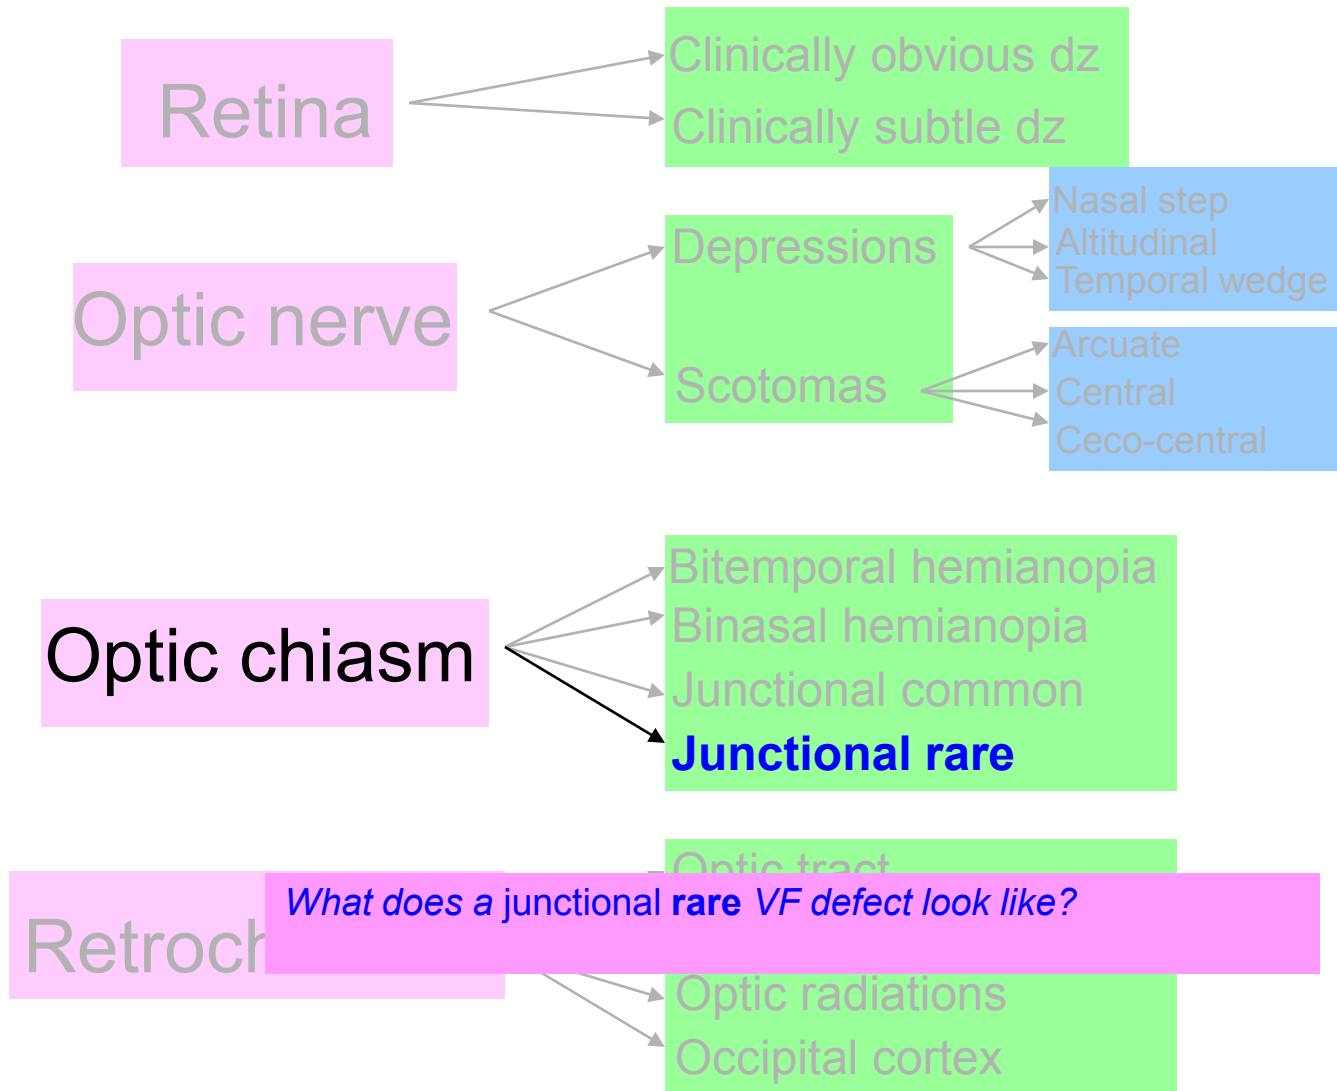 Retina
Clinically obvious dz
Clinically subtle dz
Optic nerve
Depressions
Nasal step
Altitudinal
Temporal wedge
Scotomas
Arcuate
Central
Ceco-central
Optic chiasm
Bitemporal hemianopia
Binasal hemianopia
Junctional common
Junctional rare
Optic tract
What does a junctional rare VF defect look like?
Optic radiations
Occipital cortex